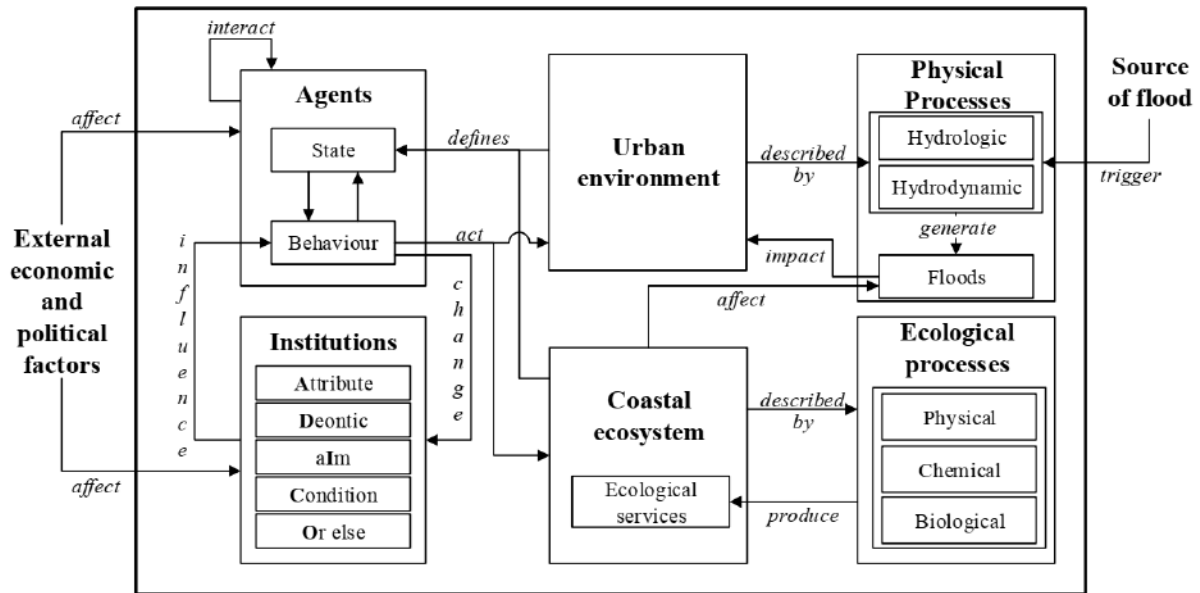 interact
Agents
State
Behaviour
affect
External
economic
and
political
factors
affect
influence
change
act
defines
Institutions
Attribute
Deontic
aIm
Condition
Or else
Urban
environment
described
by
Physical
Processes
Hydrologic
Hydrodynamic
generate
Floods
impact
affect
Source
of flood
trigger
Coastal
ecosystem
Ecological
services
described
by
produce
Ecological
processes
Physical
Chemical
Biological